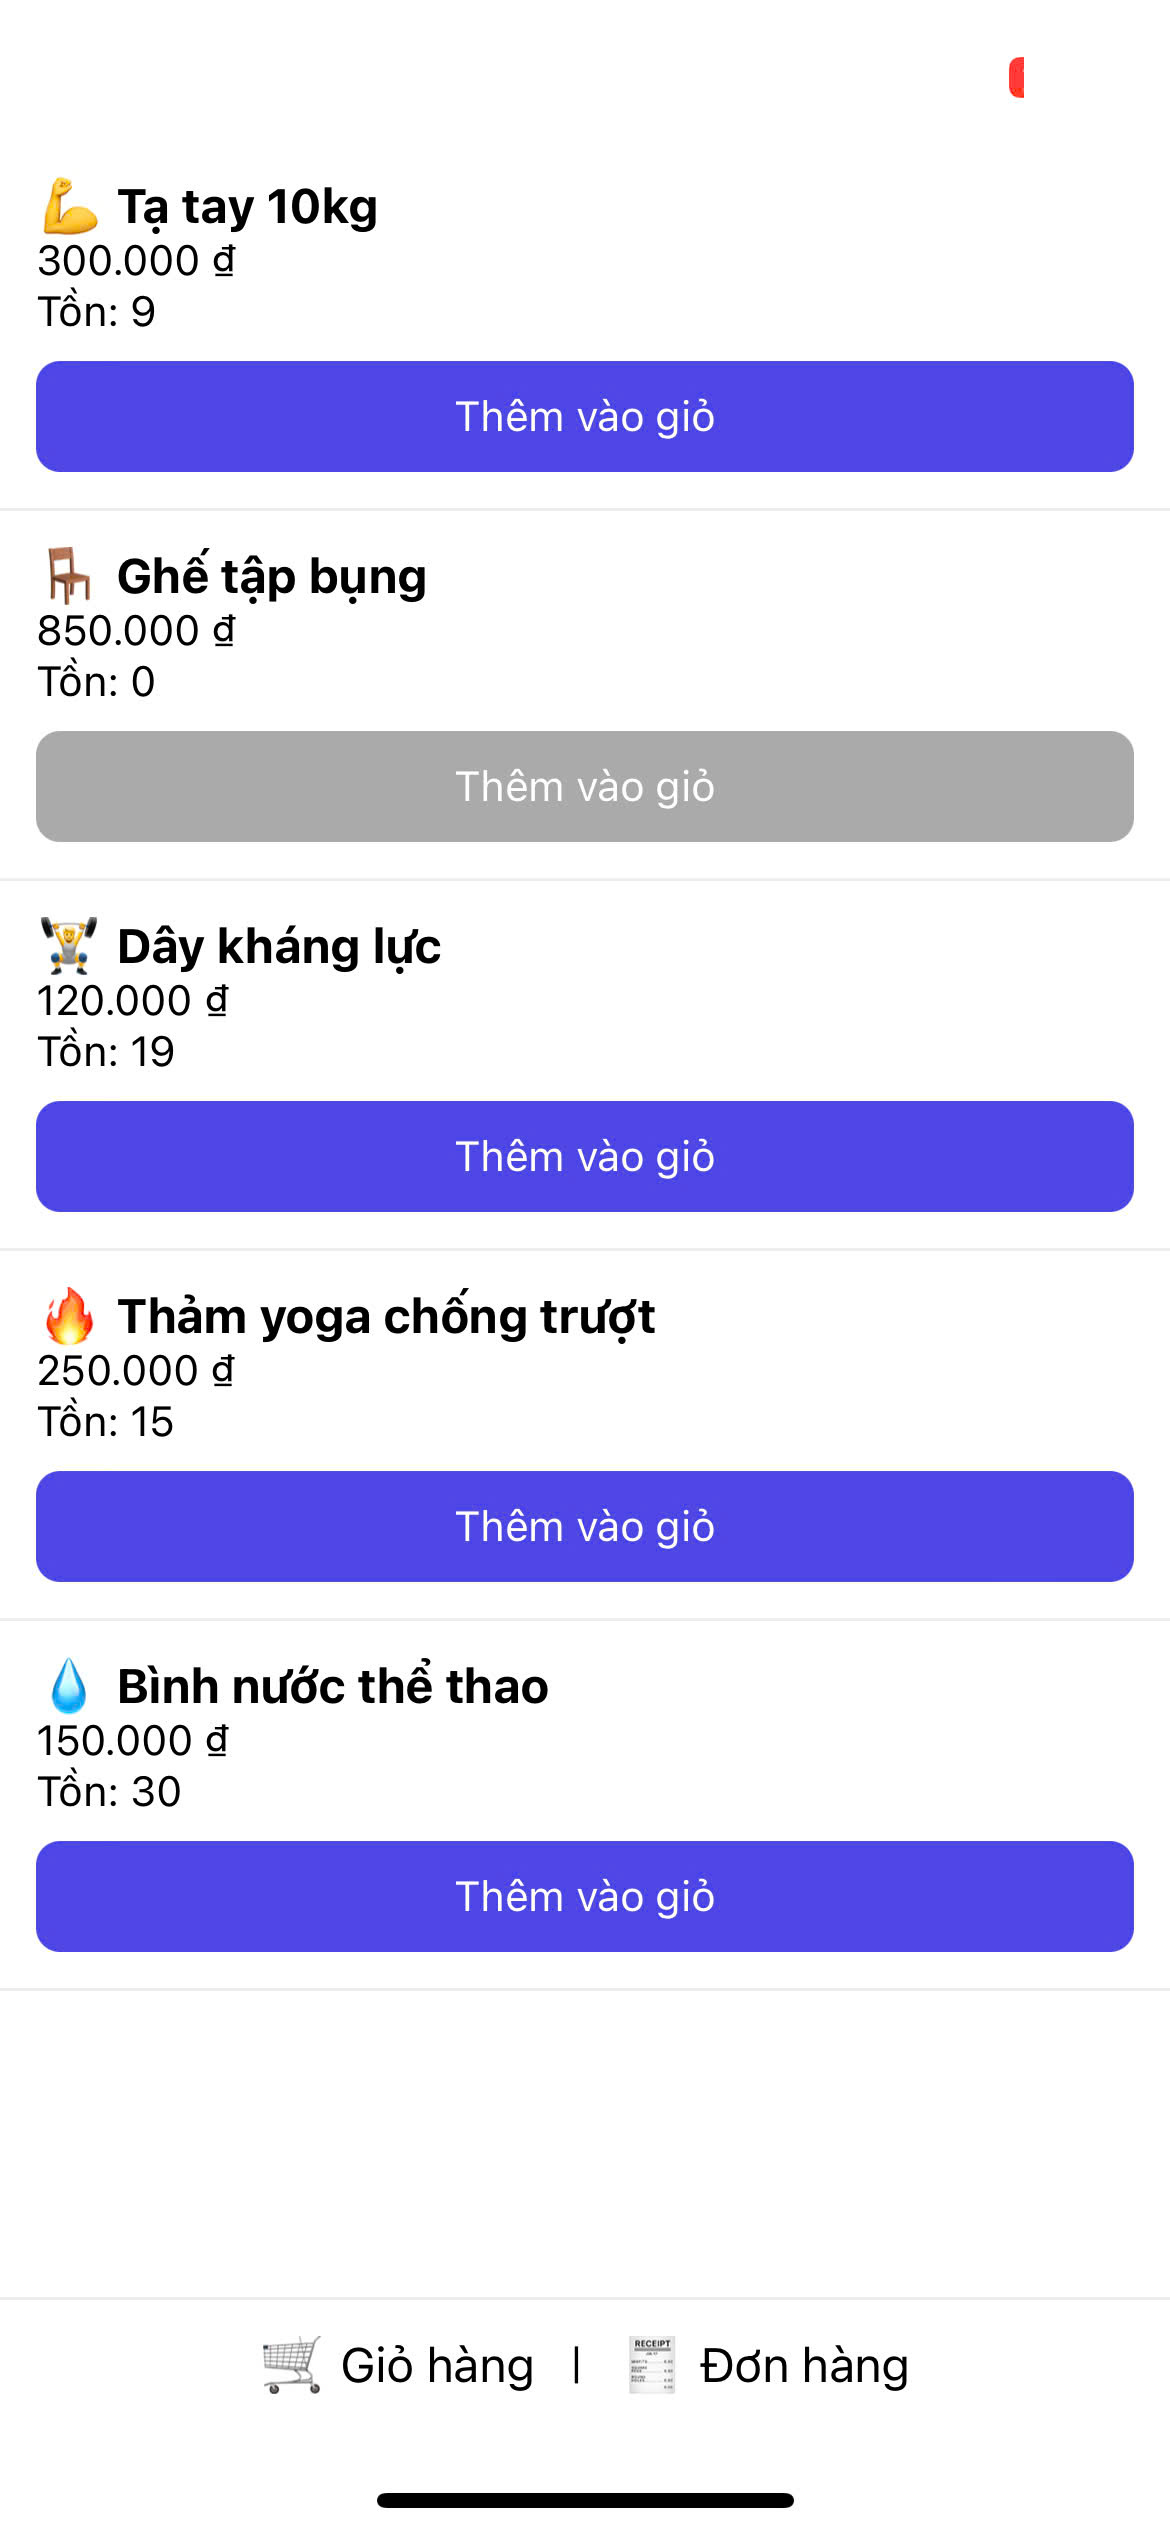 Tạ tay 10kg
300.000 ₫
Tồn: 9
Thêm vào giỏ
Ghế tập bụng
850.000 ₫
Tồn: 0
Thêm vào giỏ
Dây kháng lực
120.000 ₫
Tồn: 19
Thêm vào giỏ
Thảm yoga chống trượt
250.000 ₫
Tồn: 15
Thêm vào giỏ
Bình nước thể thao
150.000 ₫
Tồn: 30
Thêm vào giỏ
Giỏ hàng | RECEIPT Đơn hàng